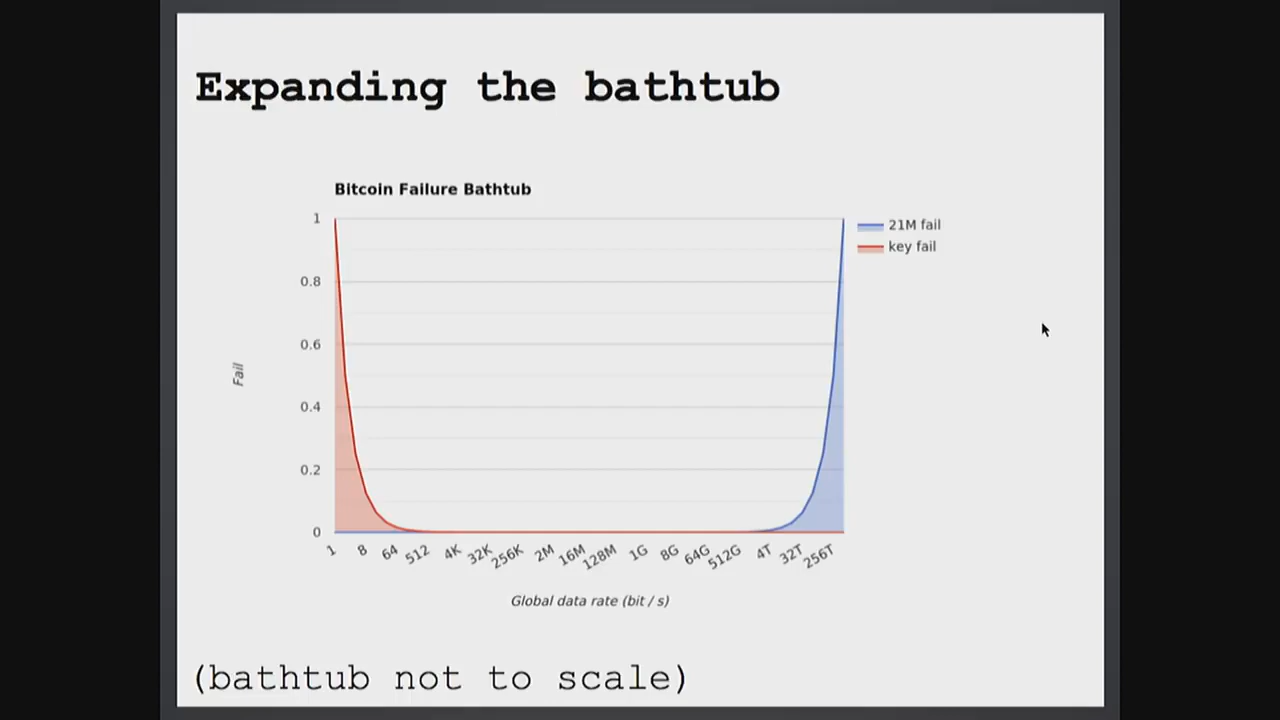 Expanding the bathtub
Bitcoin Failure Bathtub
1
0.8
0.6
0.4
0.2
0
Fail
21M fail
key fail
1 8 64 512 4K 32K 256K 2M 16M 128M 1G 8G 64G 512G 4T 32T 256T
Global data rate (bit / s)
(bathtub not to scale)